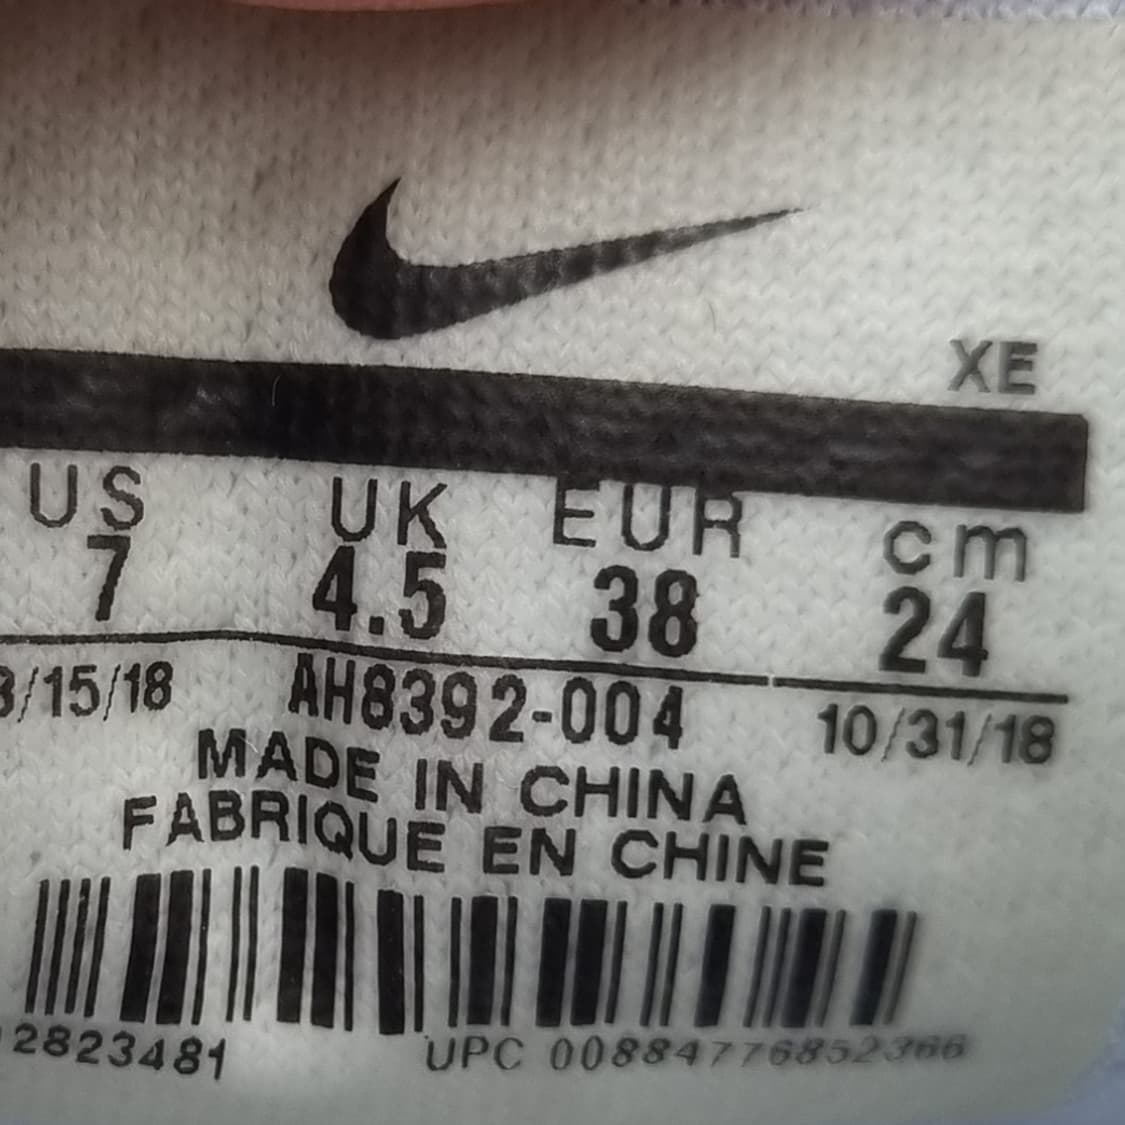 XE
US UK EUR cm
7 4.5 38 24
/15/18 AH8392-004 10/31/18
MADE IN CHINA
FABRIQUE EN CHINE
2823481 UPC 00884776852366